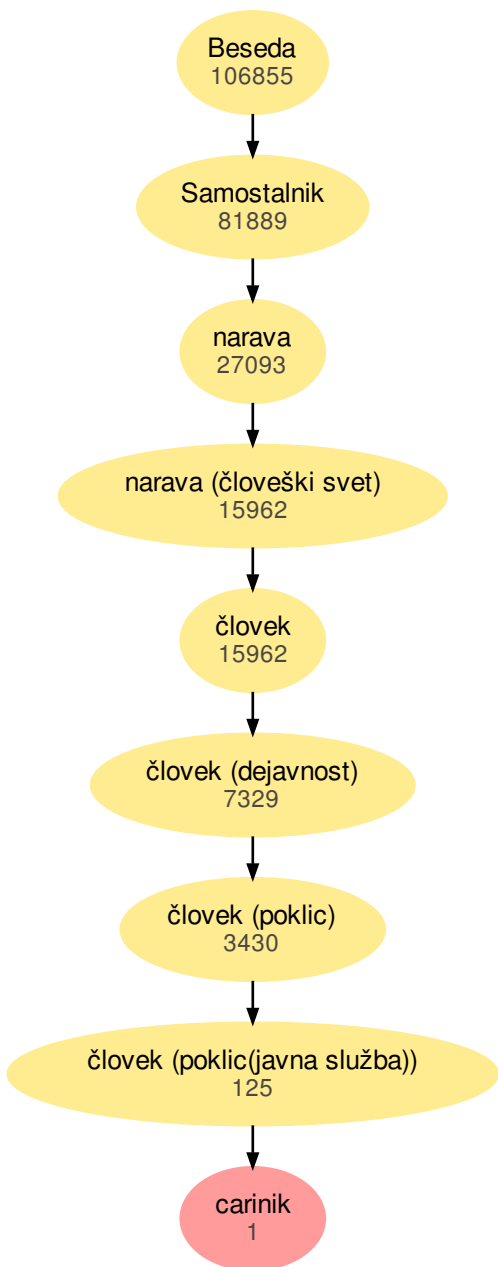 Beseda
106855
Samostalnik
81889
narava
27093
narava (človeški svet)
15962
človek
15962
človek (dejavnost)
7329
človek (poklic)
3430
človek (poklic(javna služba))
125
carinik
1